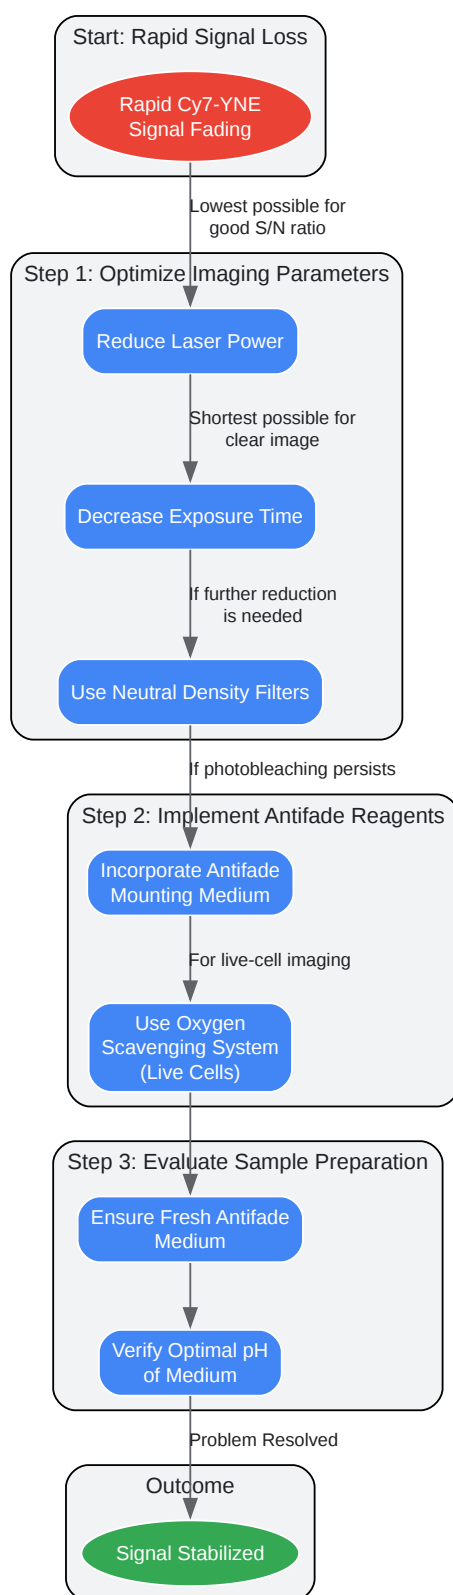 Start: Rapid Signal Loss
Rapid Cy7-YNE
Signal Fading
Lowest possible for
good S/N ratio
Step 1: Optimize Imaging Parameters
Reduce Laser Power
Shortest possible for
clear image
Decrease Exposure Time
If further reduction
is needed
Use Neutral Density Filters
If photobleaching persists
Step 2: Implement Antifade Reagents
Incorporate Antifade
Mounting Medium
For live-cell imaging
Use Oxygen
Scavenging System
(Live Cells)
Step 3: Evaluate Sample Preparation
Ensure Fresh Antifade
Medium
Verify Optimal pH
of Medium
Problem Resolved
Outcome
Signal Stabilized